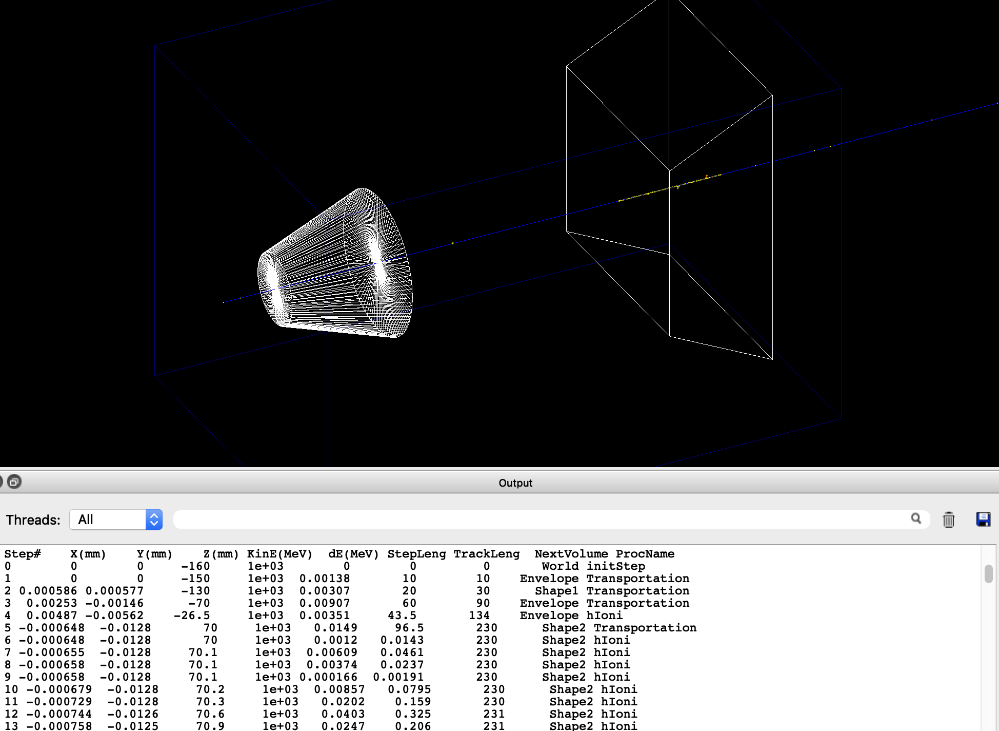 Output
Threads: All
Step# X(mm) Y(mm) Z(mm) KinE(MeV) dE(MeV) StepLeng TrackLeng NextVolume ProcName
0 0 0 -160 1e+03 0 0 0 World initStep
1 0 0 -150 1e+03 0.00138 10 10 Envelope Transportation
2 0.000586 0.000577 -130 1e+03 0.00307 20 30 Shape1 Transportation
3 0.00253 -0.00146 -70 1e+03 0.00907 60 90 Envelope Transportation
4 0.00487 -0.00562 -26.5 1e+03 0.00351 43.5 134 Envelope hIoni
5 -0.000648 -0.0128 70 1e+03 0.0149 96.5 230 Shape2 Transportation
6 -0.000648 -0.0128 70 1e+03 0.0012 0.0143 230 Shape2 hIoni
7 -0.000655 -0.0128 70.1 1e+03 0.00609 0.0461 230 Shape2 hIoni
8 -0.000658 -0.0128 70.1 1e+03 0.00374 0.0237 230 Shape2 hIoni
9 -0.000658 -0.0128 70.1 1e+03 0.000166 0.00191 230 Shape2 hIoni
10 -0.000679 -0.0128 70.2 1e+03 0.00857 0.0795 230 Shape2 hIoni
11 -0.000729 -0.0128 70.3 1e+03 0.0202 0.159 230 Shape2 hIoni
12 -0.000744 -0.0126 70.6 1e+03 0.0403 0.325 231 Shape2 hIoni
13 -0.000758 -0.0125 70.9 1e+03 0.0247 0.206 231 Shape2 hIoni